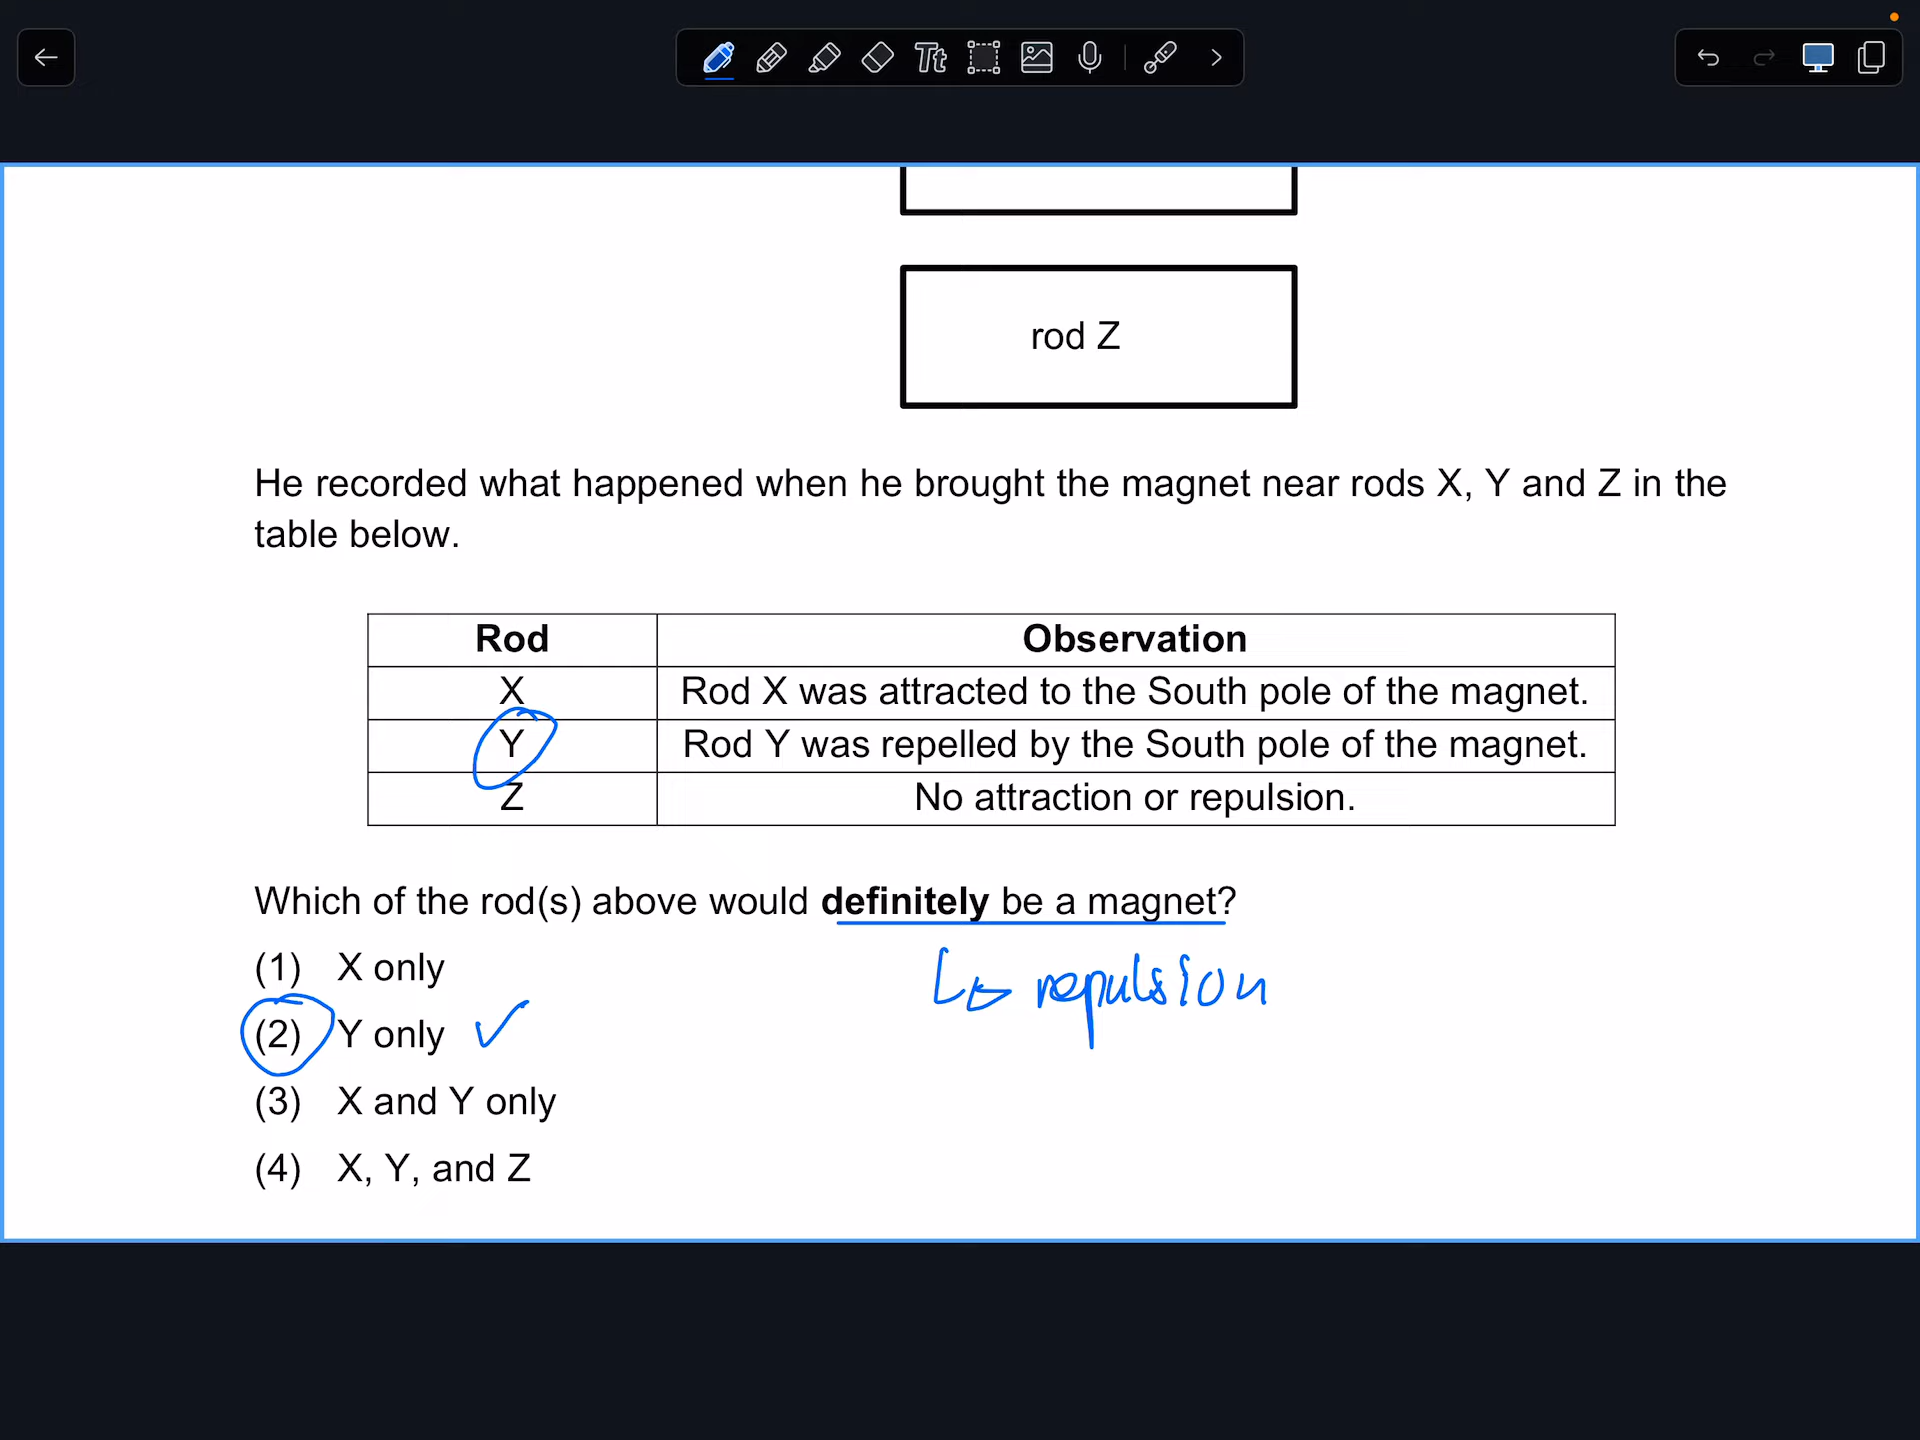 Tt
rod Z
He recorded what happened when he brought the magnet near rods X, Y and Z in the
table below.
Rod Observation
X Rod X was attracted to the South pole of the magnet.
Y Rod Y was repelled by the South pole of the magnet.
Z No attraction or repulsion.
Which of the rod(s) above would definitely be a magnet?
(1) X only
repulsion
(2) Y only
(3) X and Y only
(4) X, Y, and Z